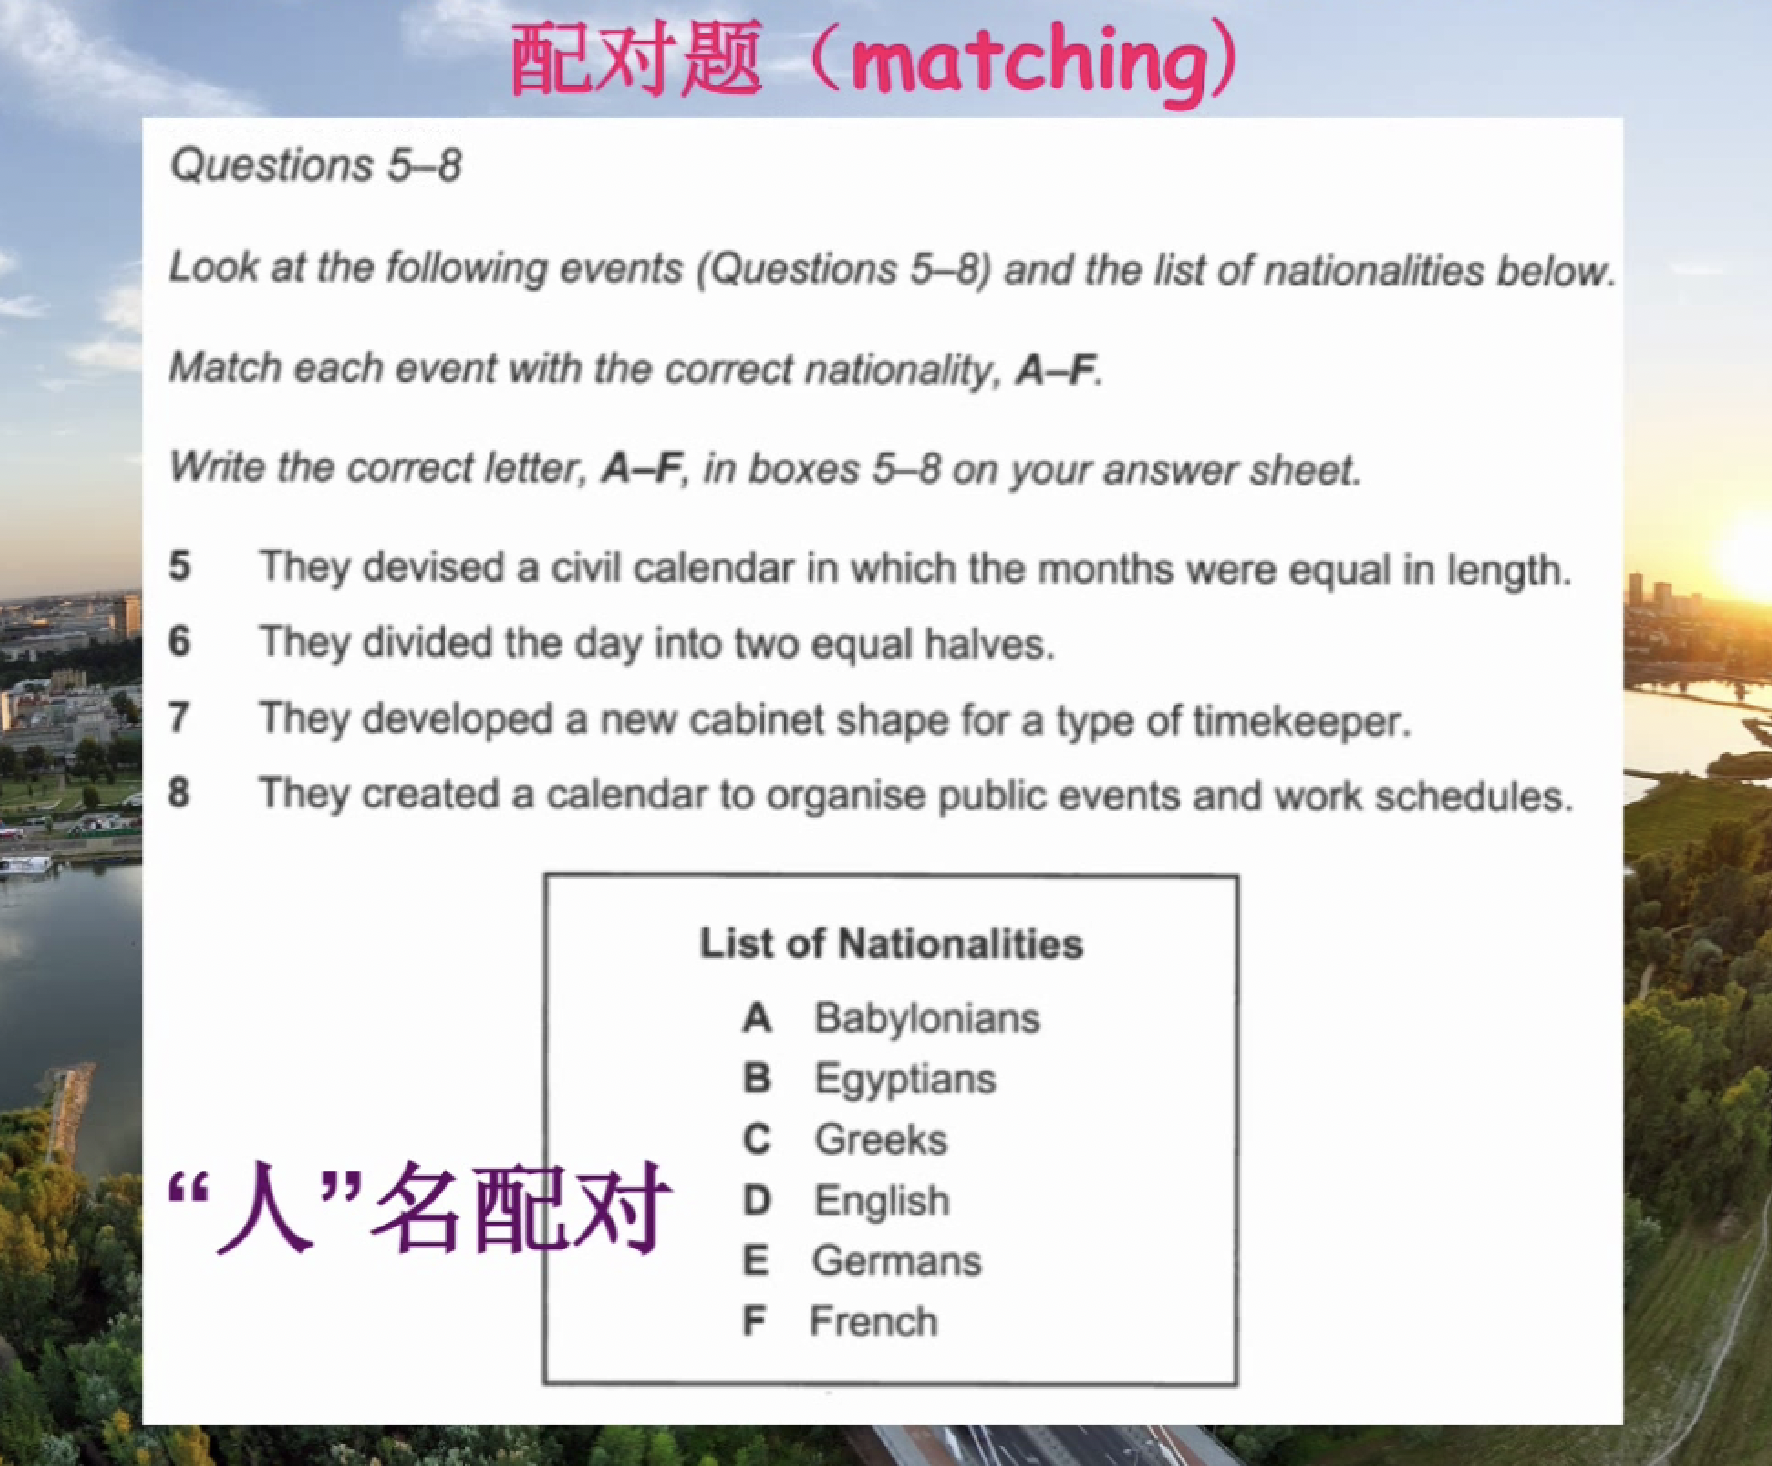 配对题（matching）
Questions 5–8
Look at the following events (Questions 5–8) and the list of nationalities below.
Match each event with the correct nationality, A–F.
Write the correct letter, A–F, in boxes 5–8 on your answer sheet.
5 They devised a civil calendar in which the months were equal in length.
6 They divided the day into two equal halves.
7 They developed a new cabinet shape for a type of timekeeper.
8 They created a calendar to organise public events and work schedules.
List of Nationalities
A Babylonians
B Egyptians
C Greeks
D English
E Germans
F French
“人”名配对